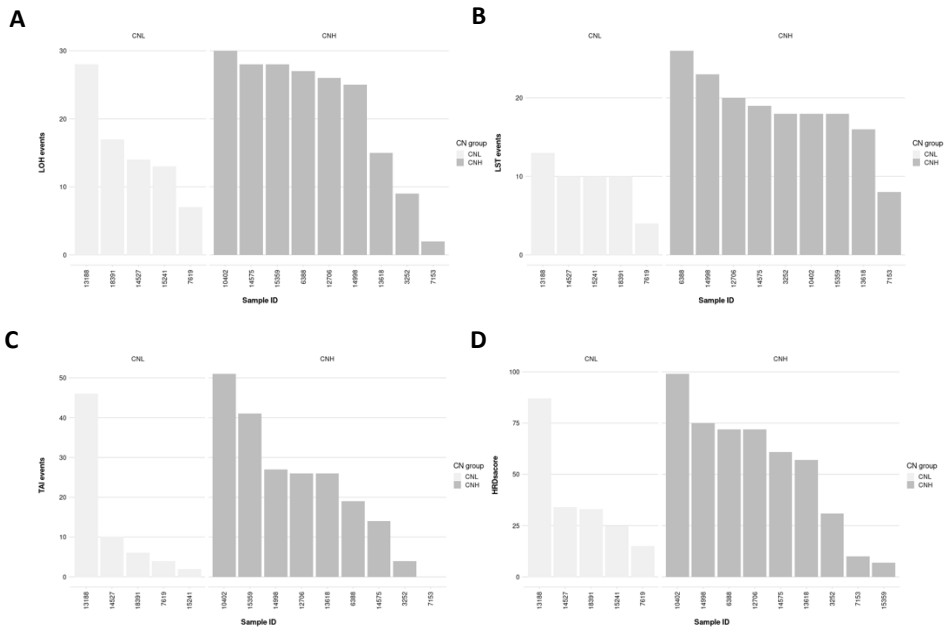 A
CNL
CNH
30
20
10
0
LOH events
13188
18391
14527
15241
7619
10402
14575
15359
6388
12706
14998
13618
3252
7153
Sample ID
CN group
CNL
CNH
B
CNL
CNH
20
10
0
LST events
13188
14527
15241
18391
7619
6388
14998
12706
14575
3252
10402
15359
13618
7153
Sample ID
CN group
CNL
CNH
C
CNL
CNH
50
40
30
20
10
0
TAI events
13188
14527
18391
7619
15241
10402
15359
14998
12706
13618
6388
14575
3252
7153
Sample ID
CN group
CNL
CNH
D
CNL
CNH
100
75
50
25
0
HRDsacore
13188
14527
18391
15241
7619
10402
14998
6388
12706
14575
13618
3252
7153
15359
Sample ID
CN group
CNL
CNH